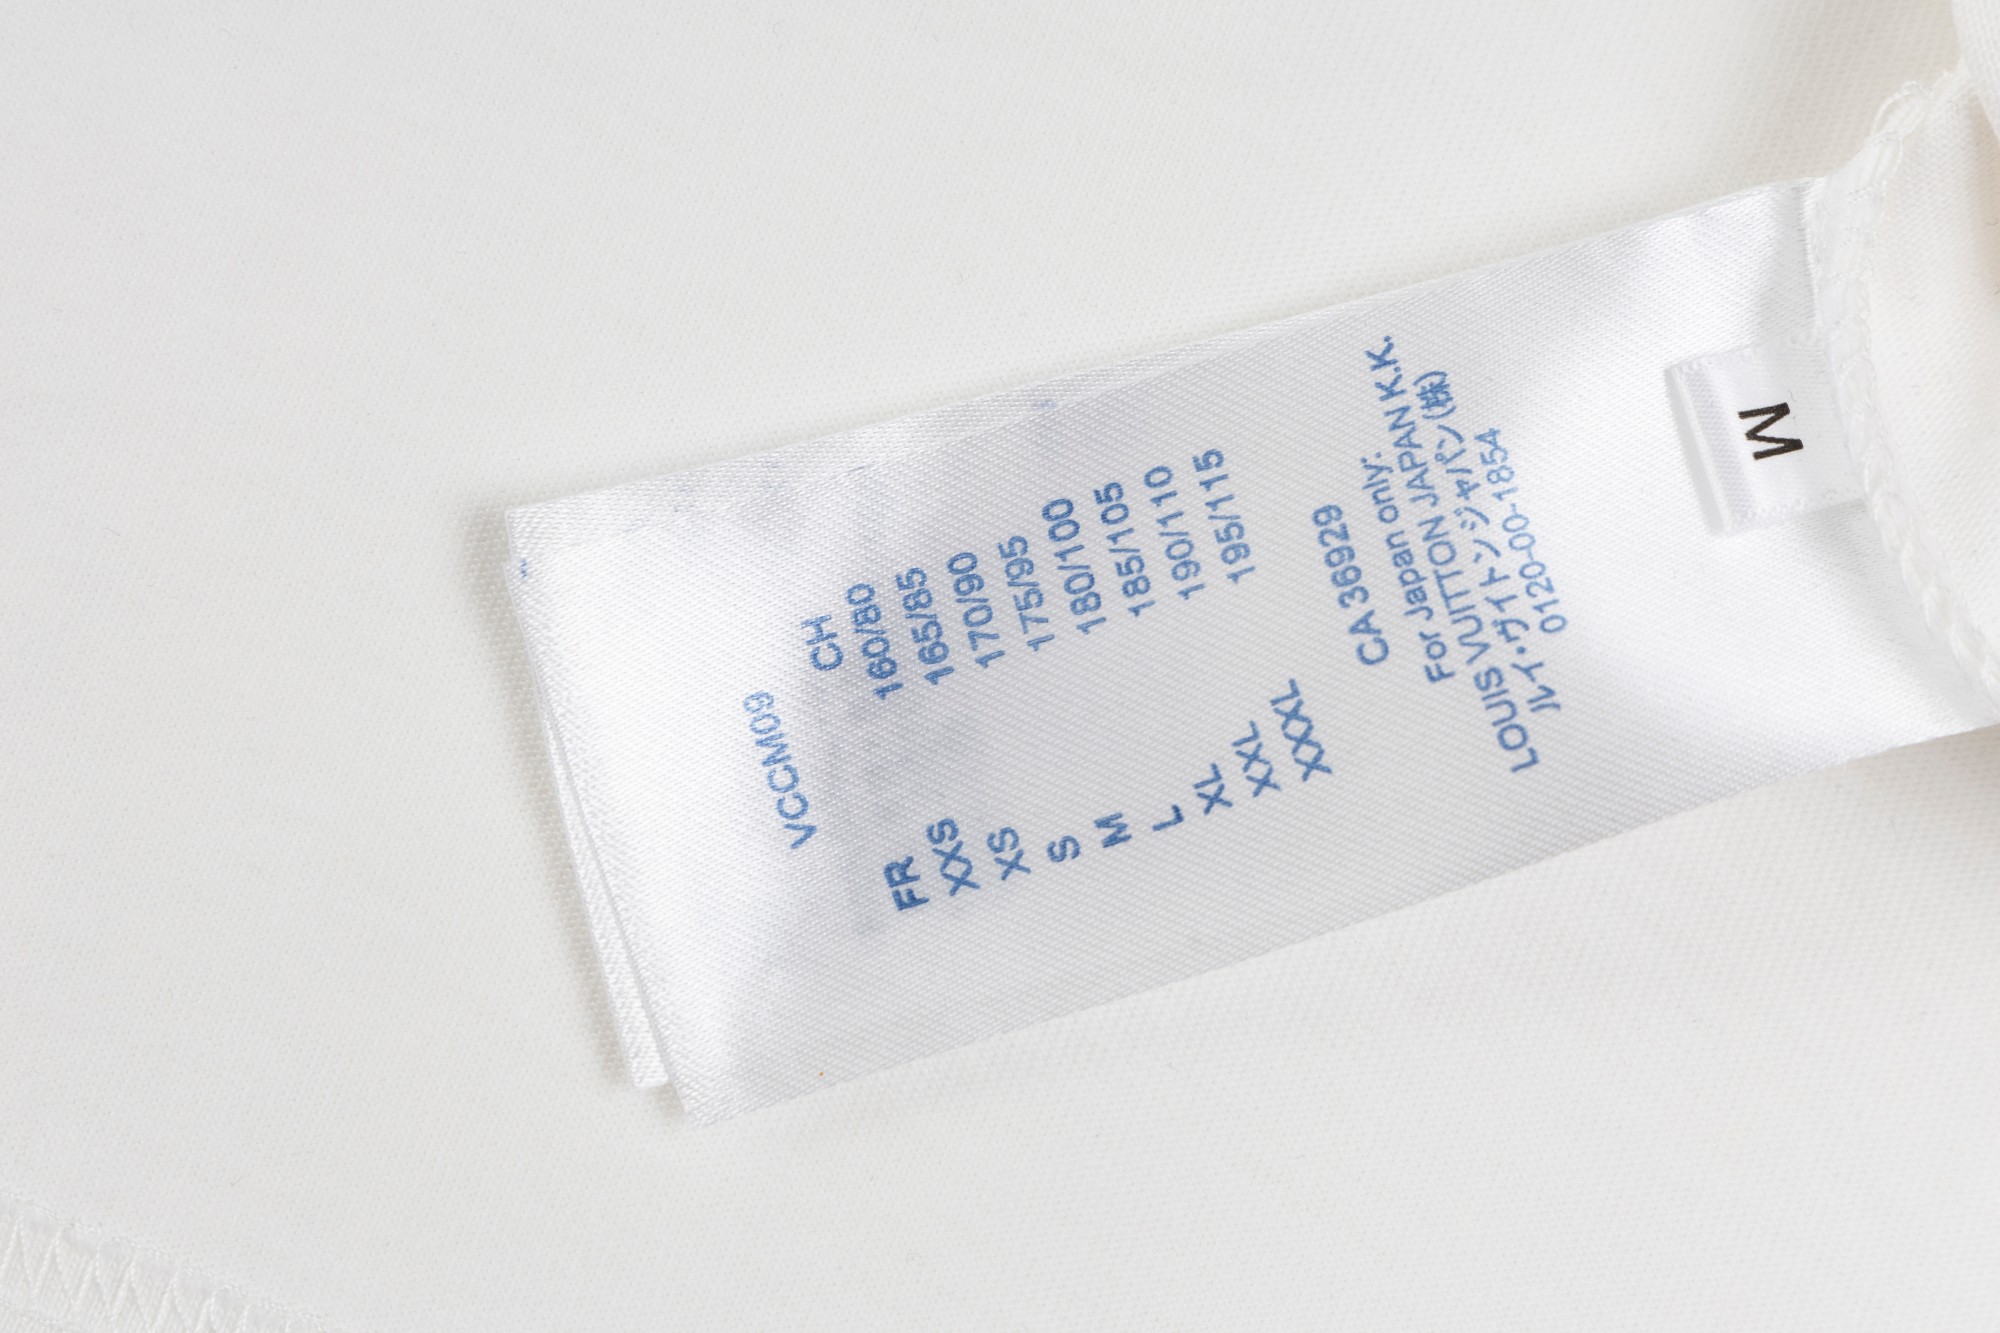 VCCM09
FR CH
XXS 160/80
XS 165/85
S 170/90
M 175/95
L 180/100
XL 185/105
XXL 190/110
XXXL 195/115
CA 36929
For Japan only:
LOUIS VUITTON JAPAN K.K.
ルイ・ヴィトンジャパン(株)
0120-00-1854
M